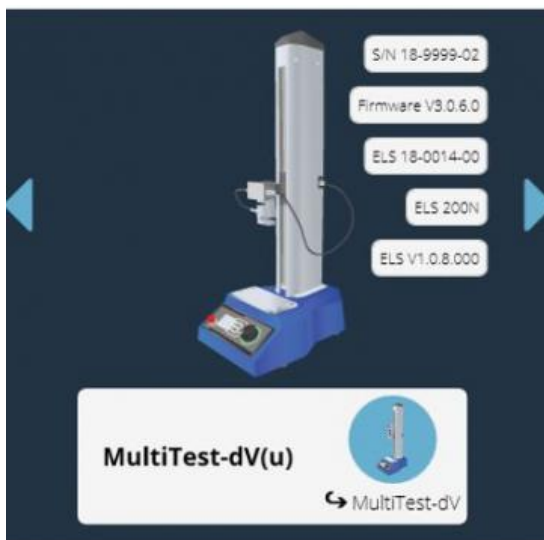 S/N 18-9999-02
Firmware V3.0.6.0
ELS 18-0014-00
ELS 200N
ELS V1.0.8.000
MultiTest-dV(u)
MultiTest-dV